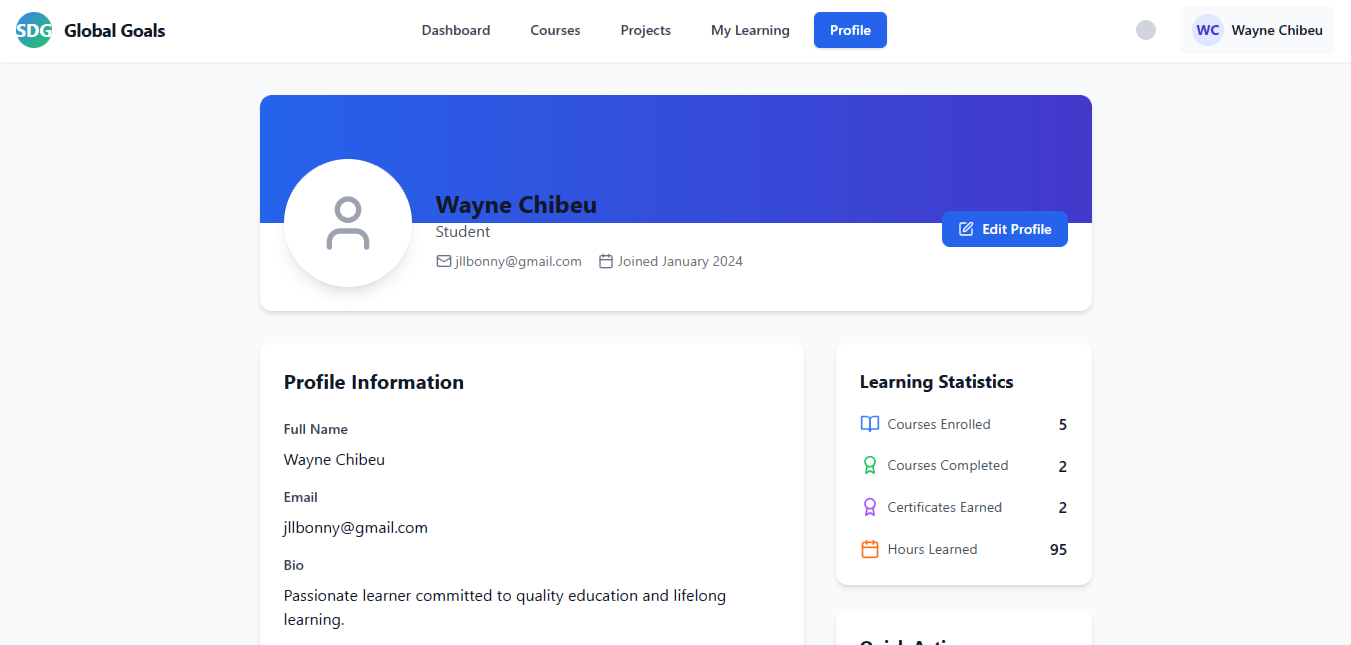 SDG Global Goals
Dashboard
Courses
Projects
My Learning
Profile
WC Wayne Chibeu
Wayne Chibeu
Student
jllbonny@gmail.com
Joined January 2024
Edit Profile
Profile Information
Full Name
Wayne Chibeu
Email
jllbonny@gmail.com
Bio
Passionate learner committed to quality education and lifelong
learning.
Learning Statistics
Courses Enrolled 5
Courses Completed 2
Certificates Earned 2
Hours Learned 95